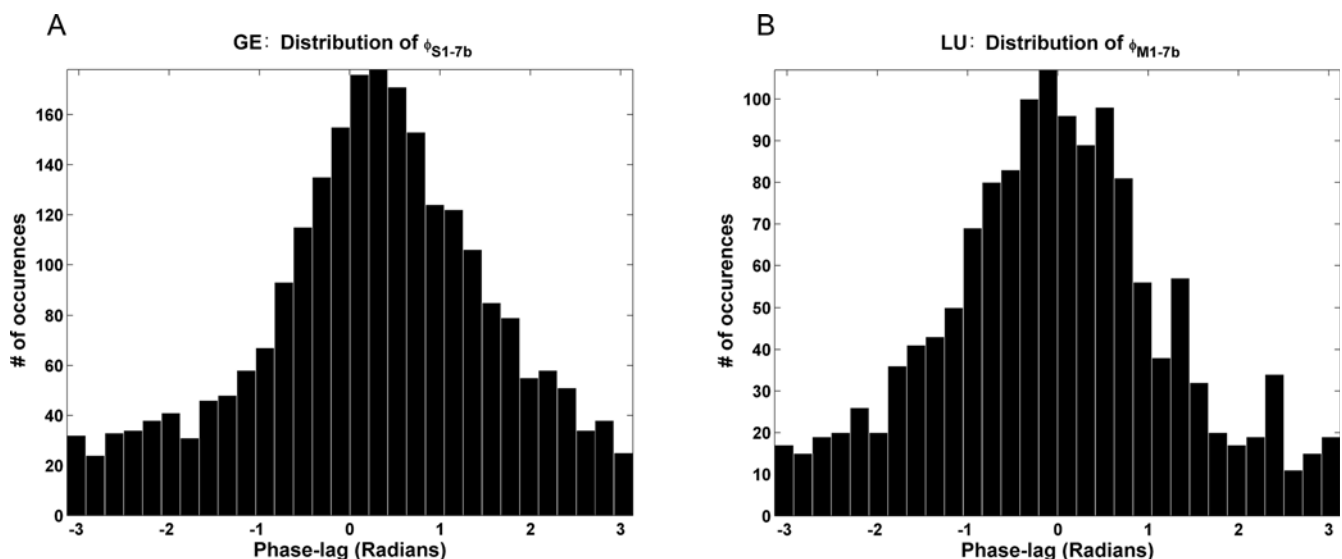 A
GE: Distribution of ϕS1-7b
160
140
120
100
80
60
40
20
0
# of occurences
-3 -2 -1 0 1 2 3
Phase-lag (Radians)
B
LU: Distribution of ϕM1-7b
100
90
80
70
60
50
40
30
20
10
0
# of occurences
-3 -2 -1 0 1 2 3
Phase-lag (Radians)